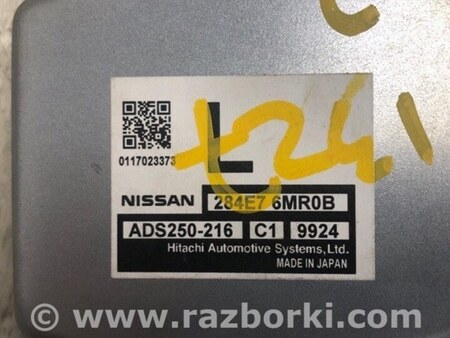 L
0117023373
NISSAN 284E7 6MR0B
ADS250-216 C1 9924
Hitachi Automotive Systems,Ltd.
MADE IN JAPAN
© www.razborki.com